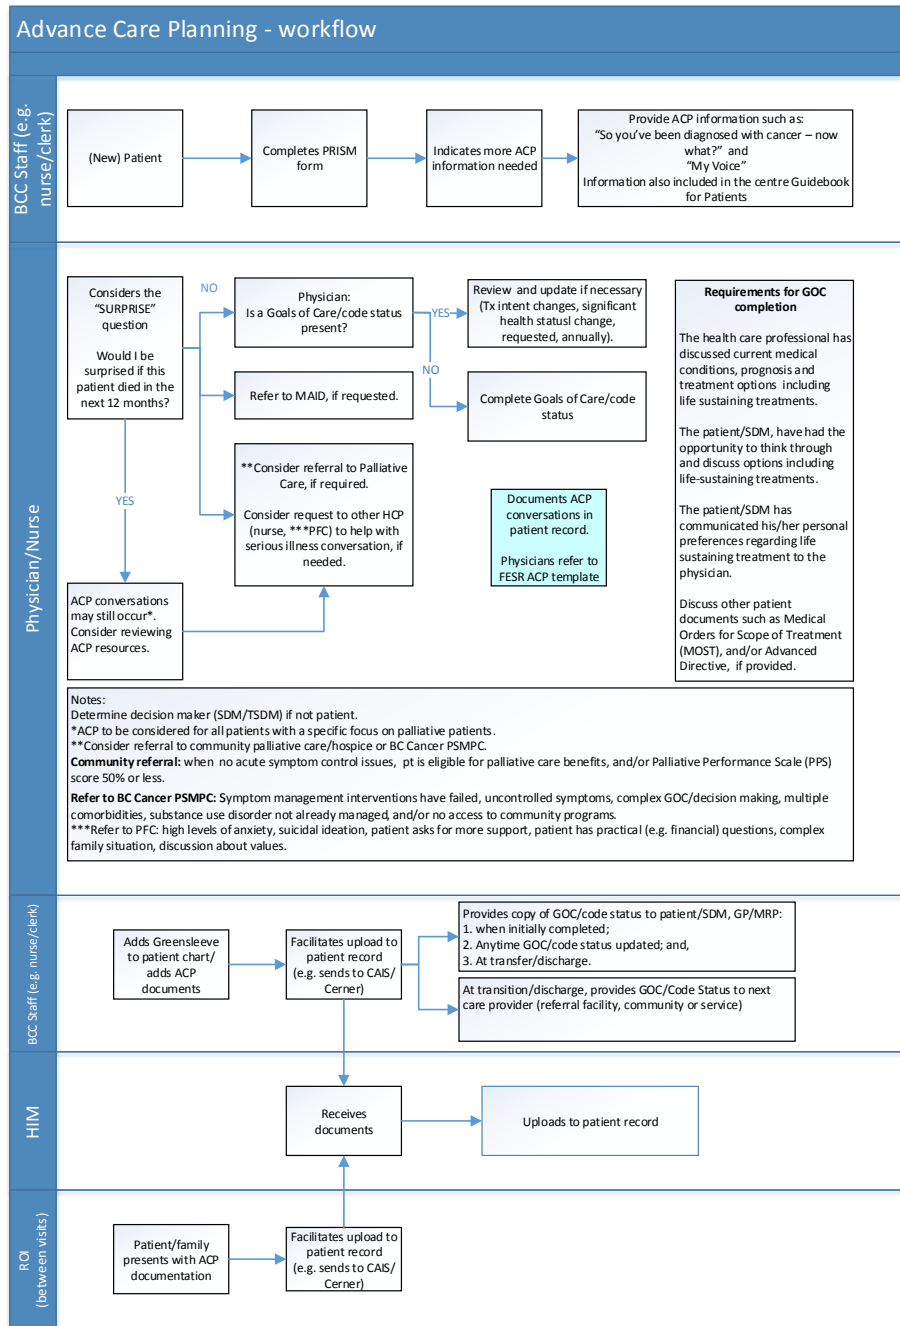 Advance Care Planning - workflow
BCC Staff (e.g.
nurse/clerk)
(New) Patient
Completes PRISM
form
Indicates more ACP
information needed
Provide ACP information such as:
"So you've been diagnosed with cancer – now
what?" and
"My Voice"
Information also included in the centre Guidebook
for Patients
Physician/Nurse
Considers the
"SURPRISE"
question
Would I be
surprised if this
patient died in the
next 12 months?
NO
Physician:
Is a Goals of Care/code status
present?
YES
Review and update if necessary
(Tx intent changes, significant
health statusl change,
requested, annually).
NO
Complete Goals of Care/code
status
Refer to MAID, if requested.
**Consider referral to Palliative
Care, if required.
Consider request to other HCP
(nurse, ***PFC) to help with
serious illness conversation, if
needed.
YES
ACP conversations
may still occur*.
Consider reviewing
ACP resources.
Documents ACP
conversations in
patient record.
Physicians refer to
FESR ACP template
Requirements for GOC
completion
The health care professional has
discussed current medical
conditions, prognosis and
treatment options including
life sustaining treatments.
The patient/SDM, have had the
opportunity to think through
and discuss options including
life-sustaining treatments.
The patient/SDM has
communicated his/her personal
preferences regarding life
sustaining treatment to the
physician.
Discuss other patient
documents such as Medical
Orders for Scope of Treatment
(MOST), and/or Advanced
Directive, if provided.
Notes:
Determine decision maker (SDM/TSDM) if not patient.
*ACP to be considered for all patients with a specific focus on palliative patients.
**Consider referral to community palliative care/hospice or BC Cancer PSMPC.
Community referral: when no acute symptom control issues, pt is eligible for palliative care benefits, and/or Palliative Performance Scale (PPS)
score 50% or less.
Refer to BC Cancer PSMPC: Symptom management interventions have failed, uncontrolled symptoms, complex GOC/decision making, multiple
comorbidities, substance use disorder not already managed, and/or no access to community programs.
***Refer to PFC: high levels of anxiety, suicidal ideation, patient asks for more support, patient has practical (e.g. financial) questions, complex
family situation, discussion about values.
BCC Staff (e.g. nurse/clerk)
Adds Greensleeve
to patient chart/
adds ACP
documents
Facilitates upload to
patient record
(e.g. sends to CAIS/
Cerner)
Provides copy of GOC/code status to patient/SDM, GP/MRP:
1. when initially completed;
2. Anytime GOC/code status updated; and,
3. At transfer/discharge.
At transition/discharge, provides GOC/Code Status to next
care provider (referral facility, community or service)
HIM
Receives
documents
Uploads to patient record
ROI
(between visits)
Patient/family
presents with ACP
documentation
Facilitates upload to
patient record
(e.g. sends to CAIS/
Cerner)